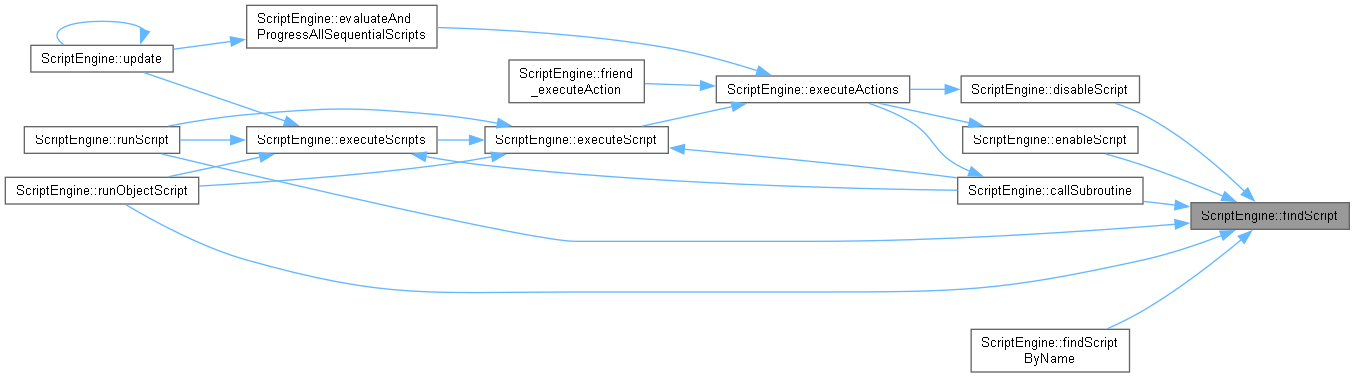 ScriptEngine::evaluateAnd
ProgressAllSequentialScripts
ScriptEngine::update
ScriptEngine::friend
_executeAction
ScriptEngine::executeActions
ScriptEngine::disableScript
ScriptEngine::runScript
ScriptEngine::executeScripts
ScriptEngine::executeScript
ScriptEngine::enableScript
ScriptEngine::runObjectScript
ScriptEngine::callSubroutine
ScriptEngine::findScript
ScriptEngine::findScript
ByName